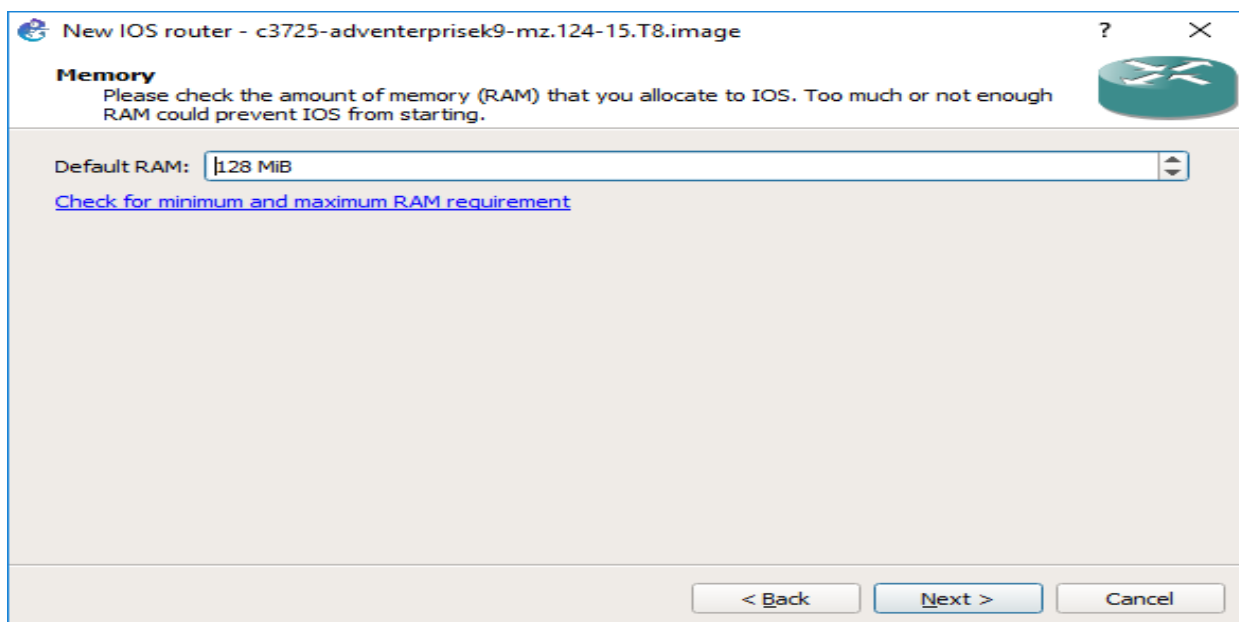 New IOS router - c3725-adventerprisek9-mz.124-15.T8.image
?
Memory
Please check the amount of memory (RAM) that you allocate to IOS. Too much or not enough
RAM could prevent IOS from starting.
Default RAM: 128 MiB
Check for minimum and maximum RAM requirement
< Back Next > Cancel